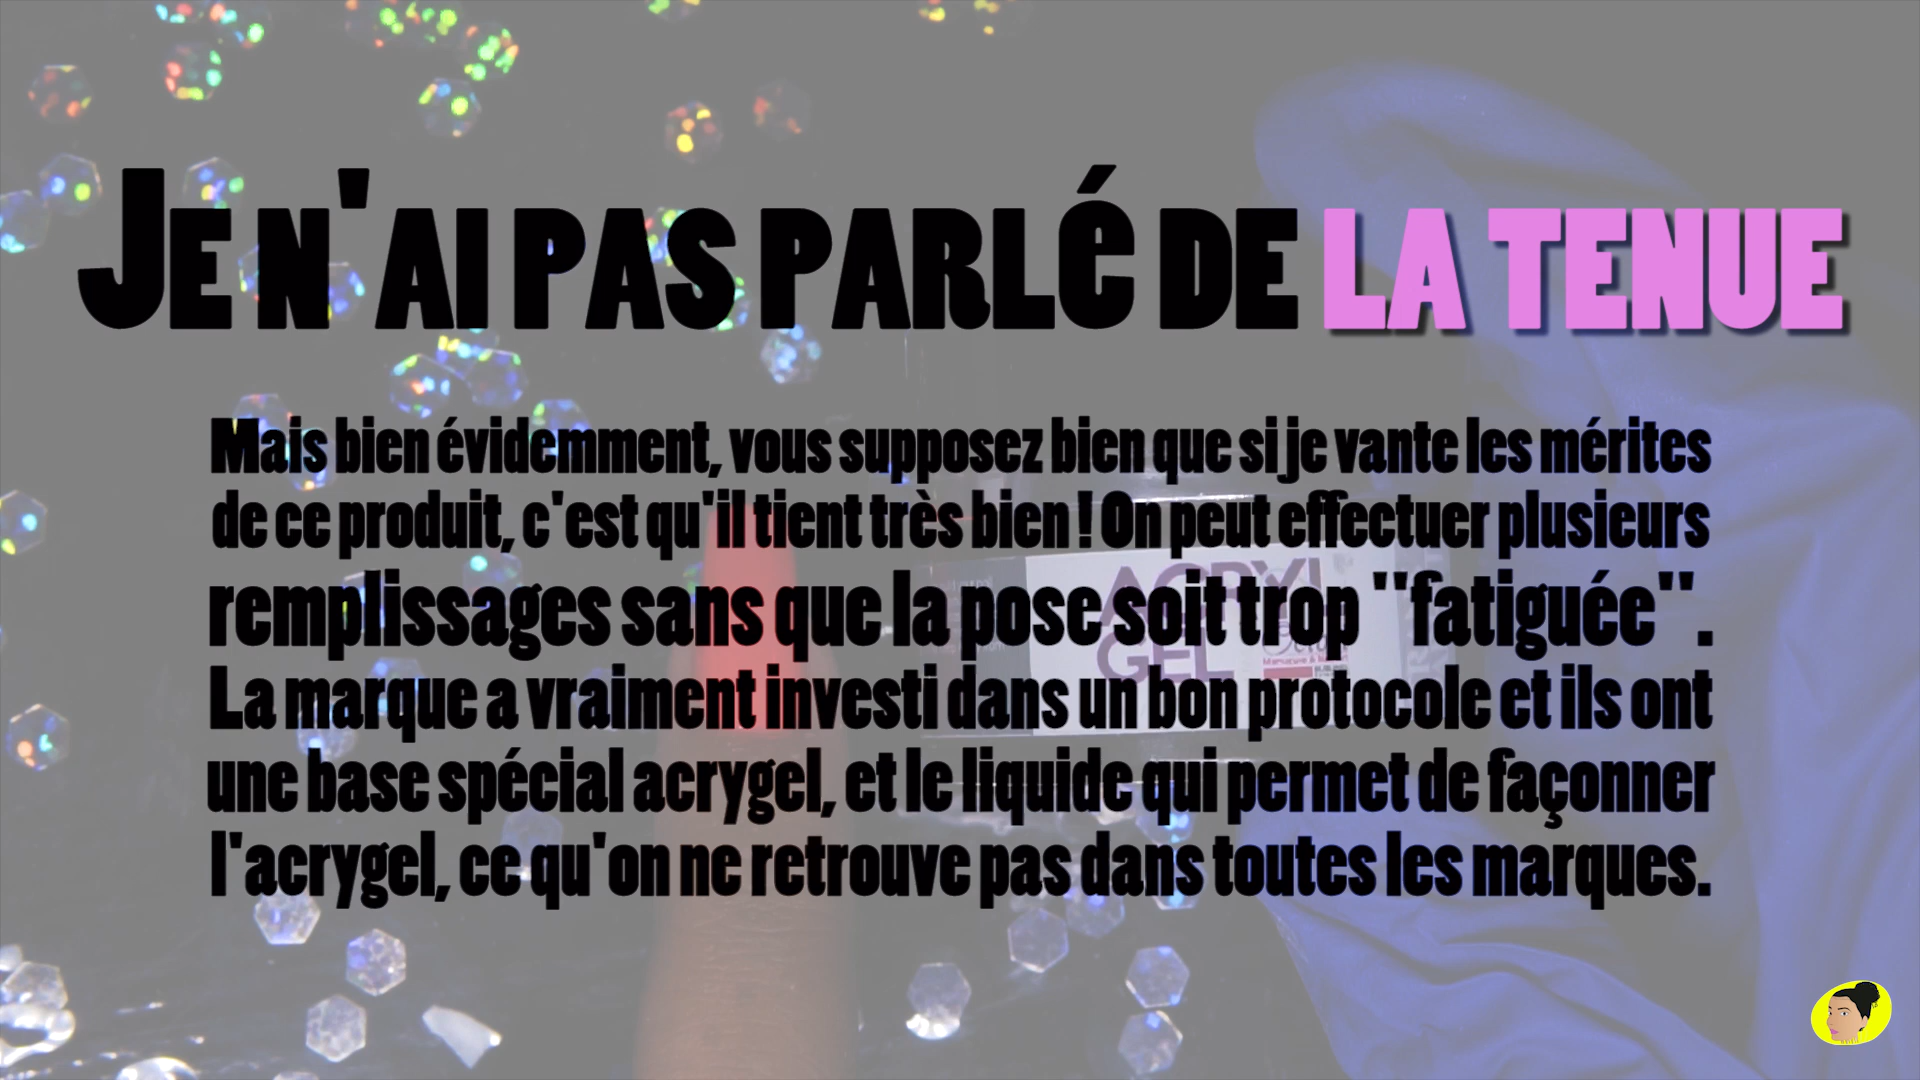 Je n'ai pas parlé de la tenue
Mais bien évidemment, vous supposez bien que si je vante les mérites
de ce produit, c'est qu'il tient très bien ! On peut effectuer plusieurs
remplissages sans que la pose soit trop "fatiguée".
La marque a vraiment investi dans un bon protocole et ils ont
une base spécial acrygel, et le liquide qui permet de façonner
l'acrygel, ce qu'on ne retrouve pas dans toutes les marques.
ACRYL
GEL